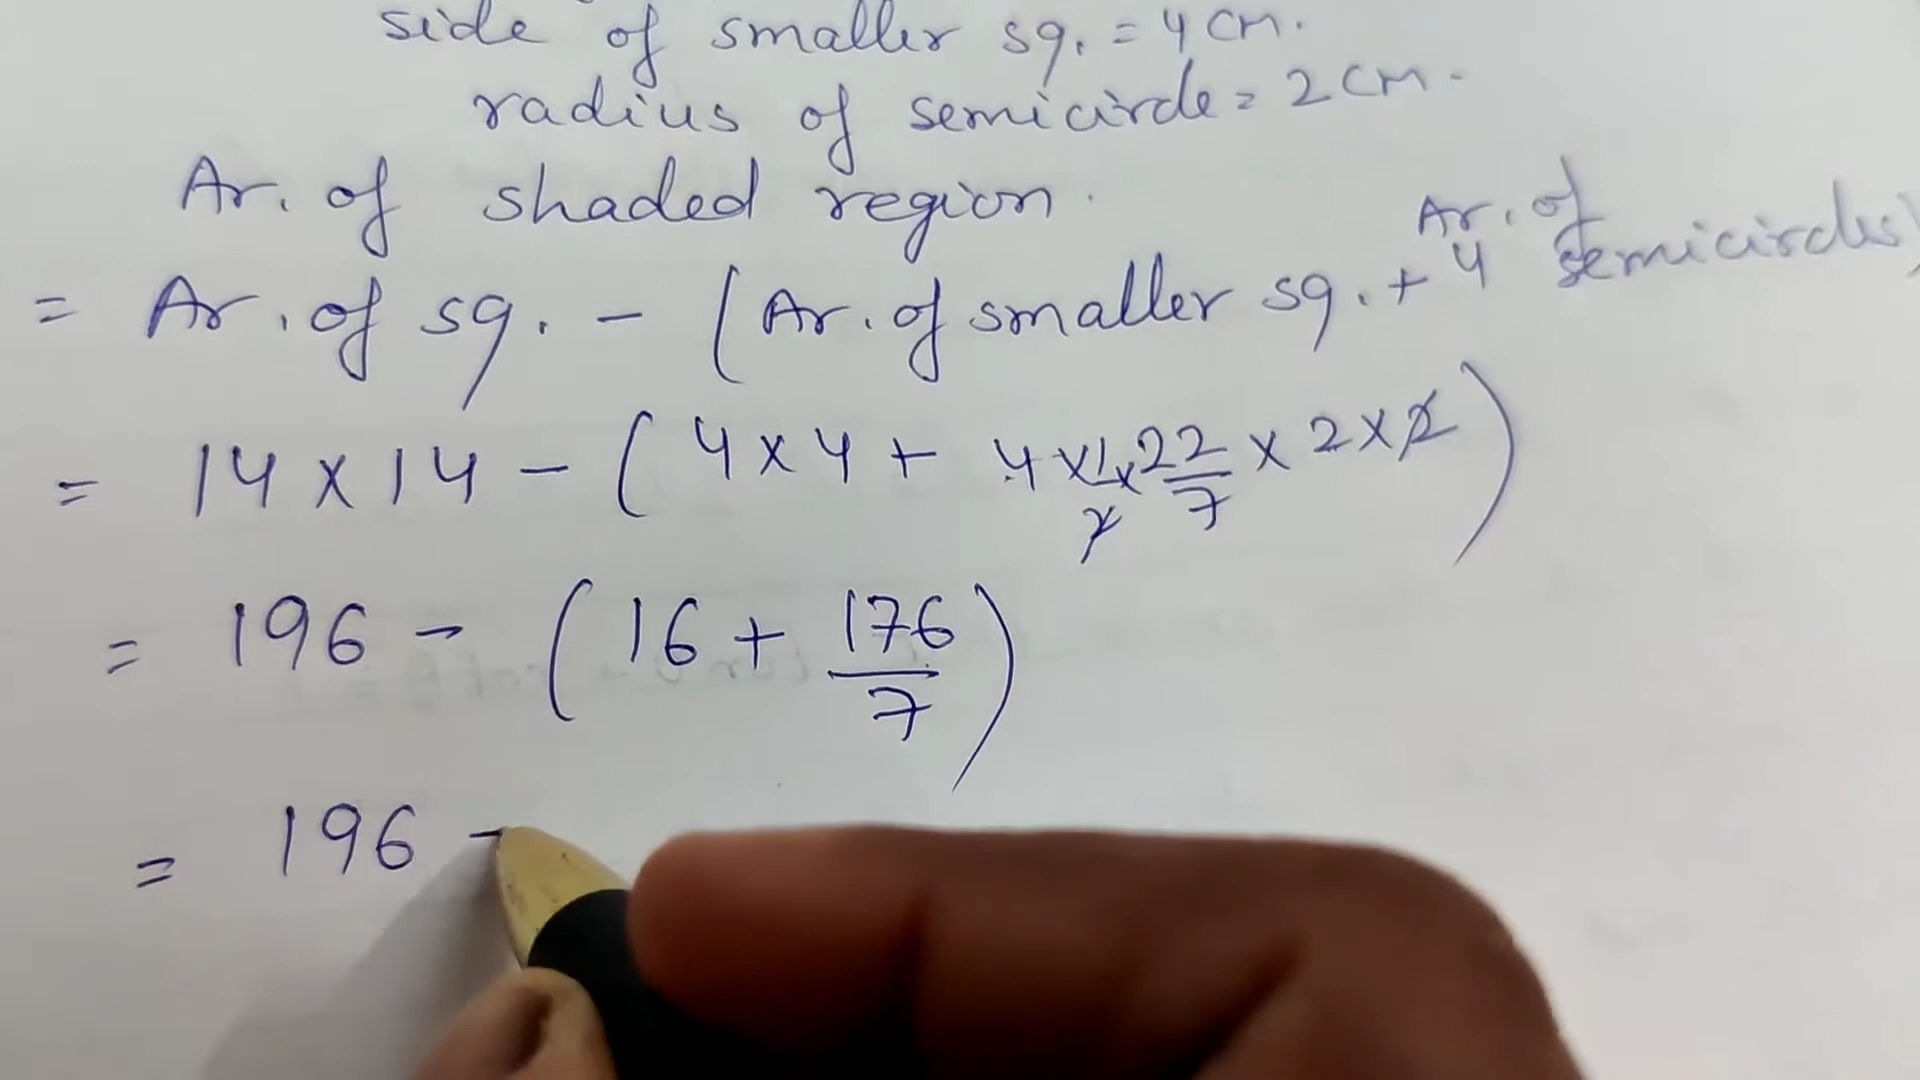 side of smaller sq. = 4 cm.
radius of semicircle = 2 cm.
Ar. of shaded region.
= Ar. of sq. - (Ar. of smaller sq. + 4 Ar. of semicircles)
= 14 × 14 - (4 × 4 + 4 × 1/2 × 22/7 × 2 × 2)
= 196 - (16 + 176/7)
= 196 -